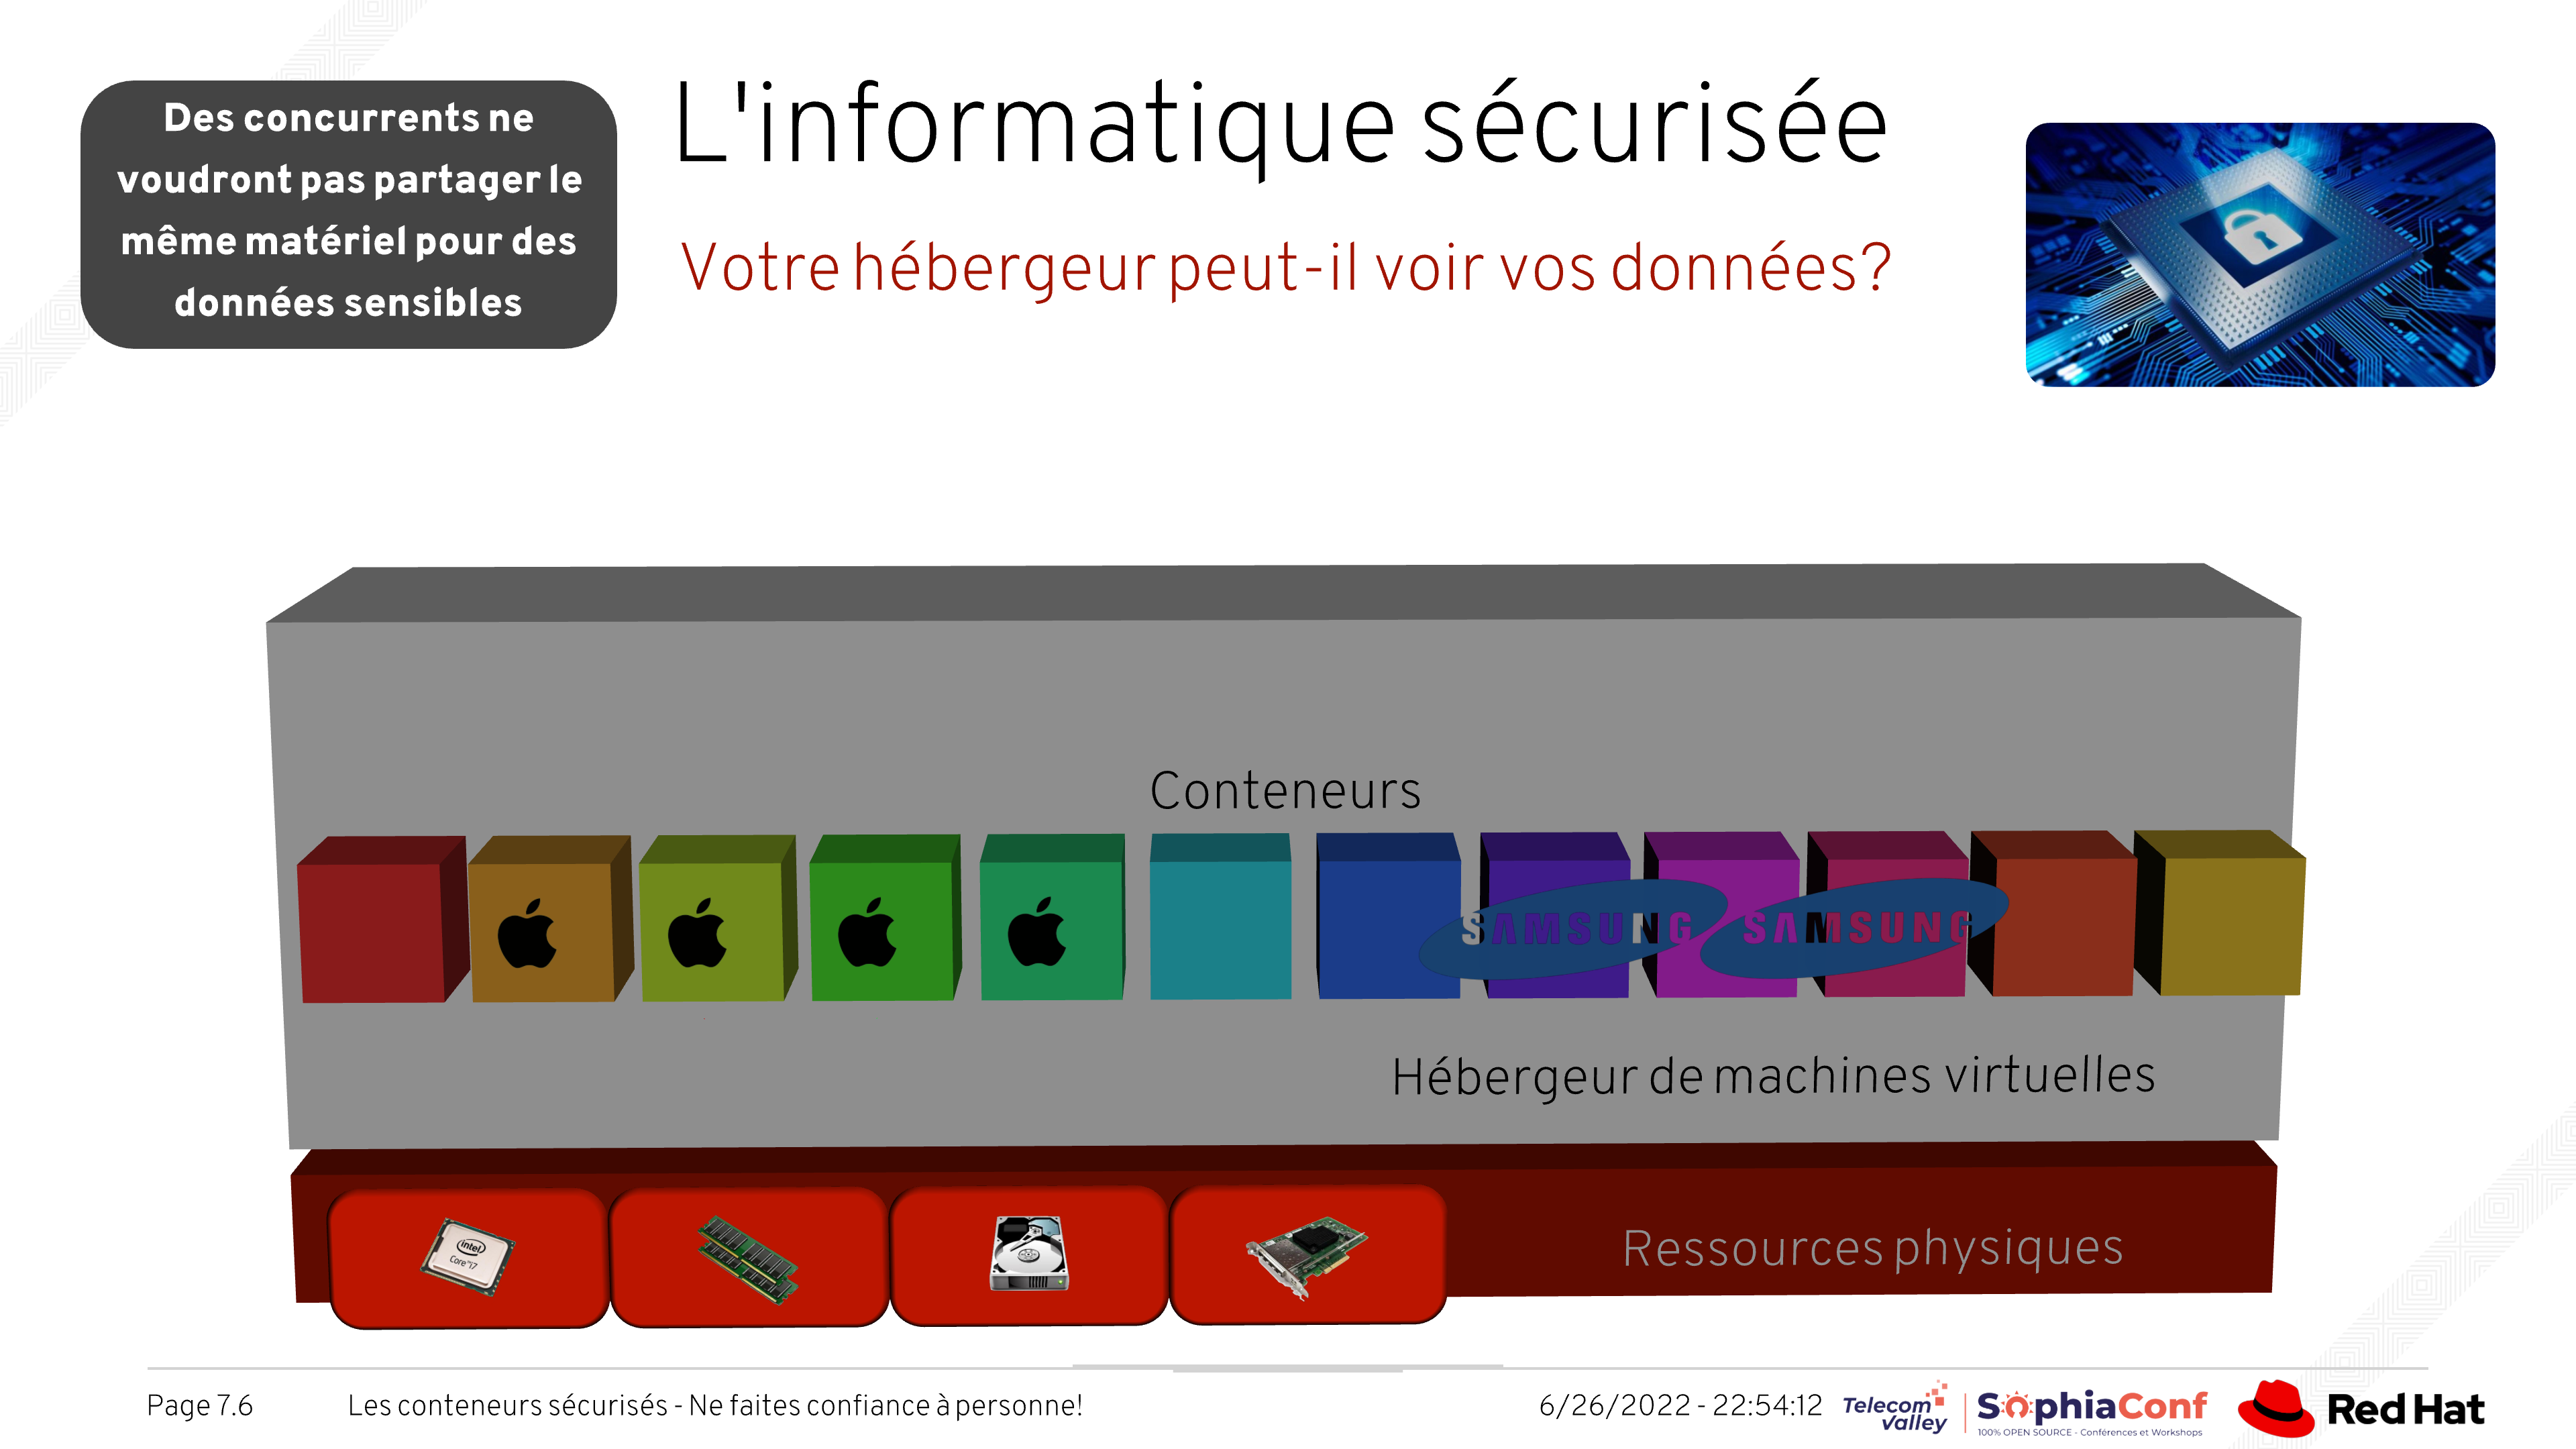 Des concurrents ne
voudront pas partager le
même matériel pour des
données sensibles
L'informatique sécurisée
Votre hébergeur peut-il voir vos données?
Conteneurs
SAMSUNG SAMSUNG
Hébergeur de machines virtuelles
intel
Core i7
Ressources physiques
Page 7.6
Les conteneurs sécurisés - Ne faites confiance à personne!
6/26/2022 - 22:54:12
Telecom
Valley
SophiaConf
100% OPEN SOURCE - Conférences et Workshops
Red Hat